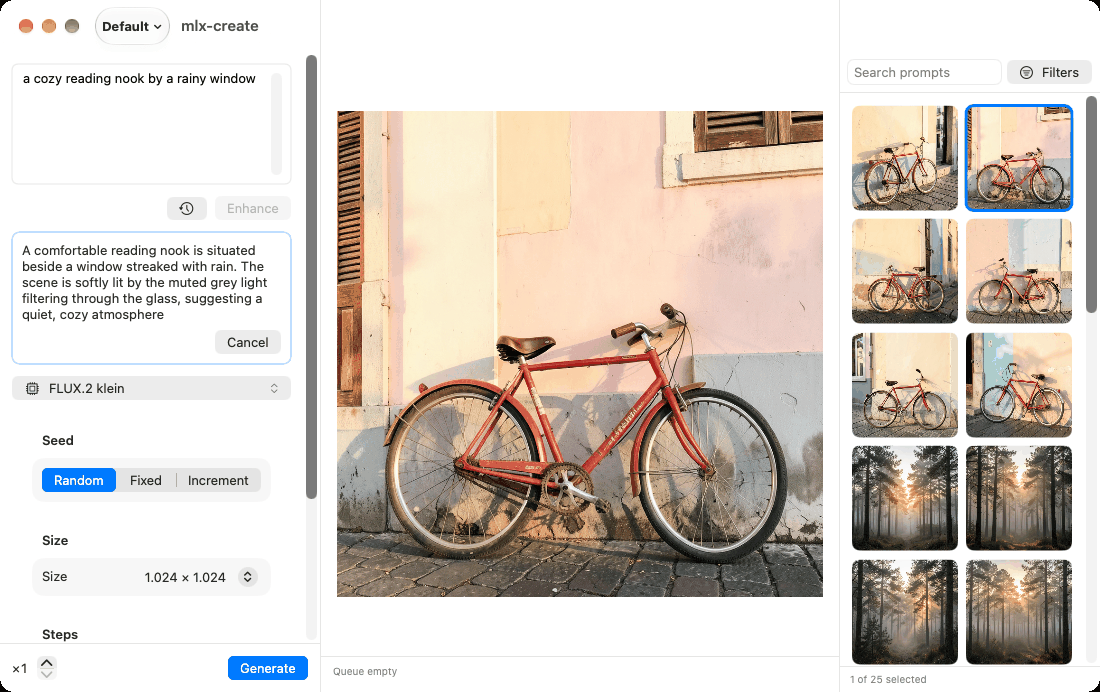 Default
mlx-create
a cozy reading nook by a rainy window
Enhance
A comfortable reading nook is situated
beside a window streaked with rain. The
scene is softly lit by the muted grey light
filtering through the glass, suggesting a
quiet, cozy atmosphere
Cancel
FLUX.2 klein
Seed
Random
Fixed
Increment
Size
Size
1.024 × 1.024
Steps
×1
Generate
Queue empty
Search prompts
Filters
1 of 25 selected